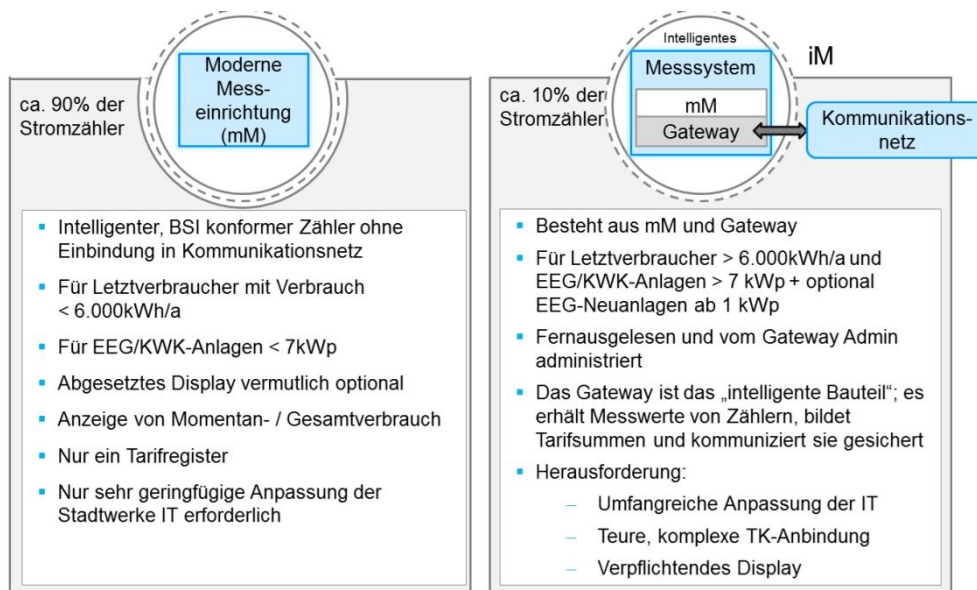 ca. 90% der
Stromzähler
Moderne
Mess-
einrichtung
(mM)
Intelligenter, BSI konformer Zähler ohne
Einbindung in Kommunikationsnetz
Für Letztverbraucher mit Verbrauch
< 6.000kWh/a
Für EEG/KWK-Anlagen < 7kWp
Abgesetztes Display vermutlich optional
Anzeige von Momentan- / Gesamtverbrauch
Nur ein Tarifregister
Nur sehr geringfügige Anpassung der
Stadtwerke IT erforderlich
ca. 10% der
Stromzähler
Intelligentes
Messsystem
mM
Gateway
iM
Kommunikations-
netz
Besteht aus mM und Gateway
Für Letztverbraucher > 6.000kWh/a und
EEG/KWK-Anlagen > 7 kWp + optional
EEG-Neuanlagen ab 1 kWp
Fernausgelesen und vom Gateway Admin
administriert
Das Gateway ist das „intelligente Bauteil“; es
erhält Messwerte von Zählern, bildet
Tarifsummen und kommuniziert sie gesichert
Herausforderung:
– Umfangreiche Anpassung der IT
– Teure, komplexe TK-Anbindung
– Verpflichtendes Display